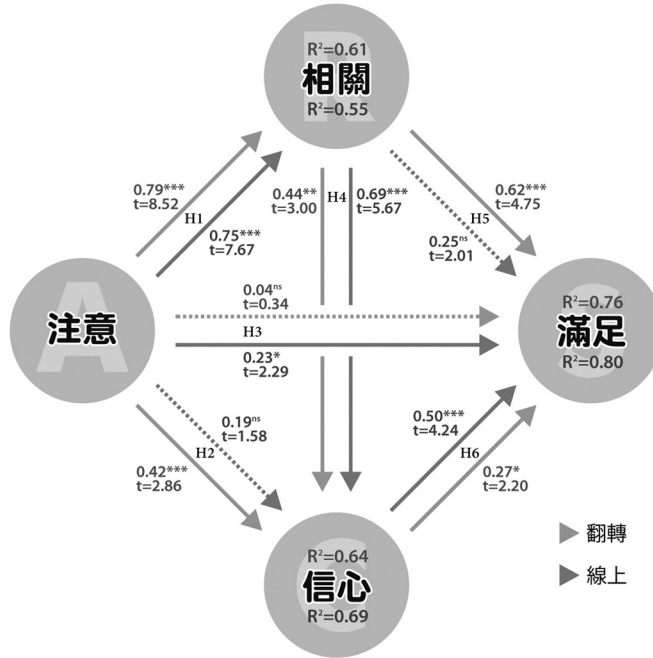 R
R²=0.61
相關
R²=0.55
0.79***
t=8.52
H1
0.75***
t=7.67
0.44**
t=3.00
H4
0.69***
t=5.67
0.62***
t=4.75
H5
0.25ⁿˢ
t=2.01
A
注意
0.04ⁿˢ
t=0.34
H3
0.23*
t=2.29
S
R²=0.76
滿足
R²=0.80
0.19ⁿˢ
t=1.58
H2
0.42***
t=2.86
0.50***
t=4.24
H6
0.27*
t=2.20
C
R²=0.64
信心
R²=0.69
翻轉
線上